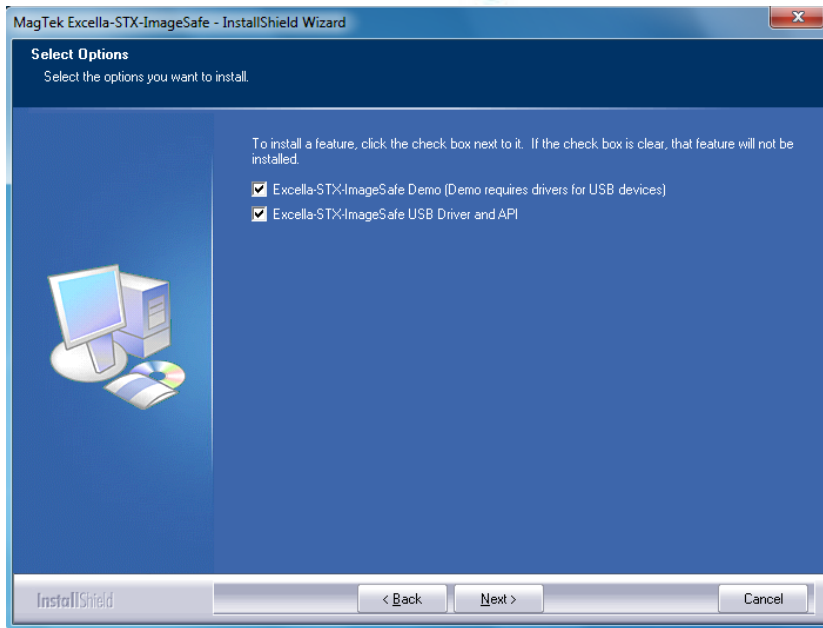 MagTek Excella-STX-ImageSafe - InstallShield Wizard
Select Options
Select the options you want to install.
To install a feature, click the check box next to it. If the check box is clear, that feature will not be
installed.
Excella-STX-ImageSafe Demo (Demo requires drivers for USB devices)
Excella-STX-ImageSafe USB Driver and API
InstallShield
< Back
Next >
Cancel